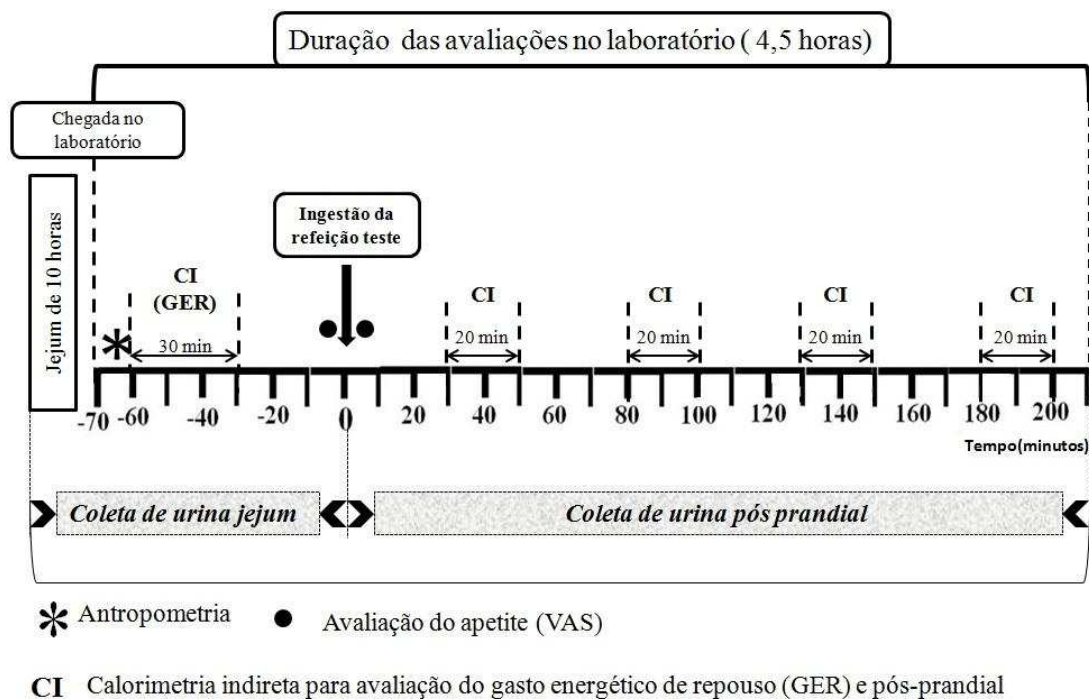 Duração das avaliações no laboratório ( 4,5 horas)
Chegada no
laboratório
Jejum de 10 horas
Ingestão da
refeição teste
CI
(GER)
CI
CI
CI
CI
30 min
20 min
20 min
20 min
20 min
-70 -60 -40 -20 0 20 40 60 80 100 120 140 160 180 200
Tempo(minutos)
Coleta de urina jejum
Coleta de urina pós prandial
Antropometria
Avaliação do apetite (VAS)
CI Calorimetria indireta para avaliação do gasto energético de repouso (GER) e pós-prandial